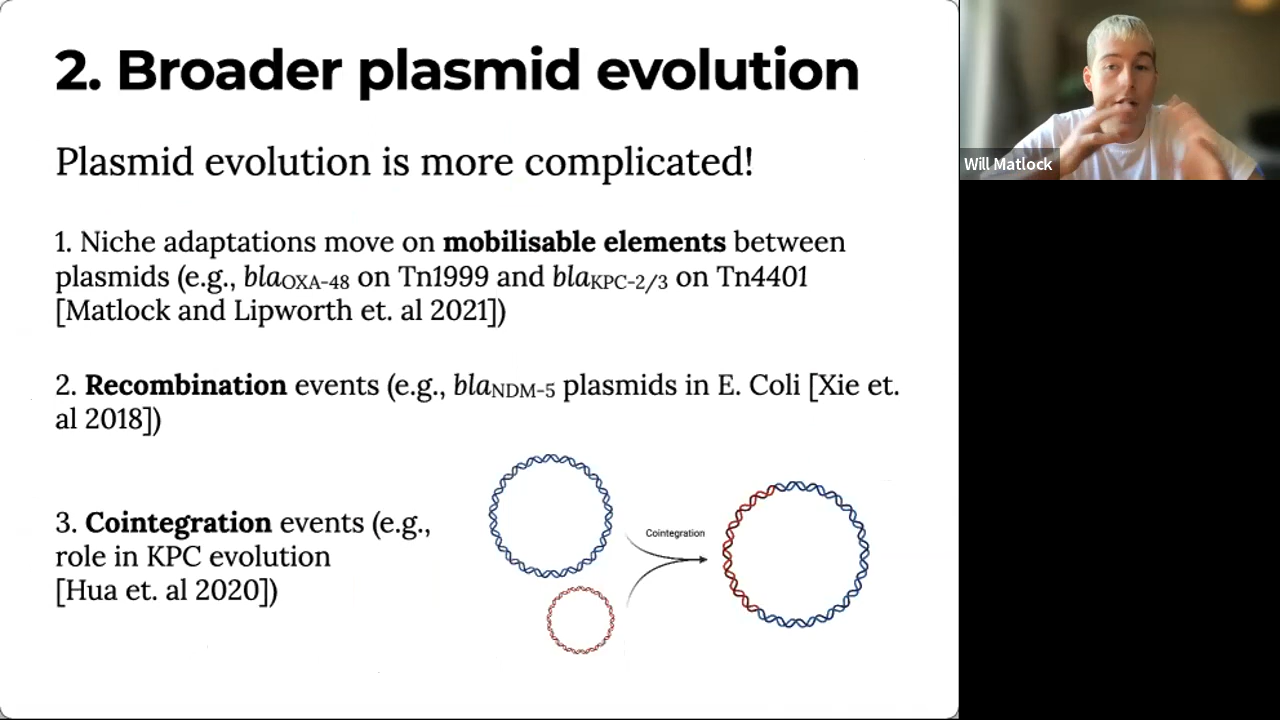 2. Broader plasmid evolution
Plasmid evolution is more complicated!
1. Niche adaptations move on mobilisable elements between
plasmids (e.g., blaOXA-48 on Tn1999 and blaKPC-2/3 on Tn4401
[Matlock and Lipworth et. al 2021])
2. Recombination events (e.g., blaNDM-5 plasmids in E. Coli [Xie et.
al 2018])
3. Cointegration events (e.g.,
role in KPC evolution
[Hua et. al 2020])
Cointegration
Will Matlock